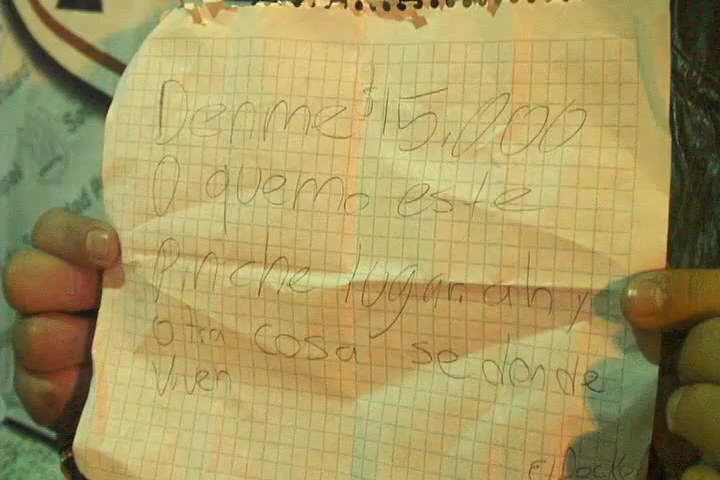 Denme $15,000
O quemo este
Pinche lugar. ah y
otra cosa se donde
Viven